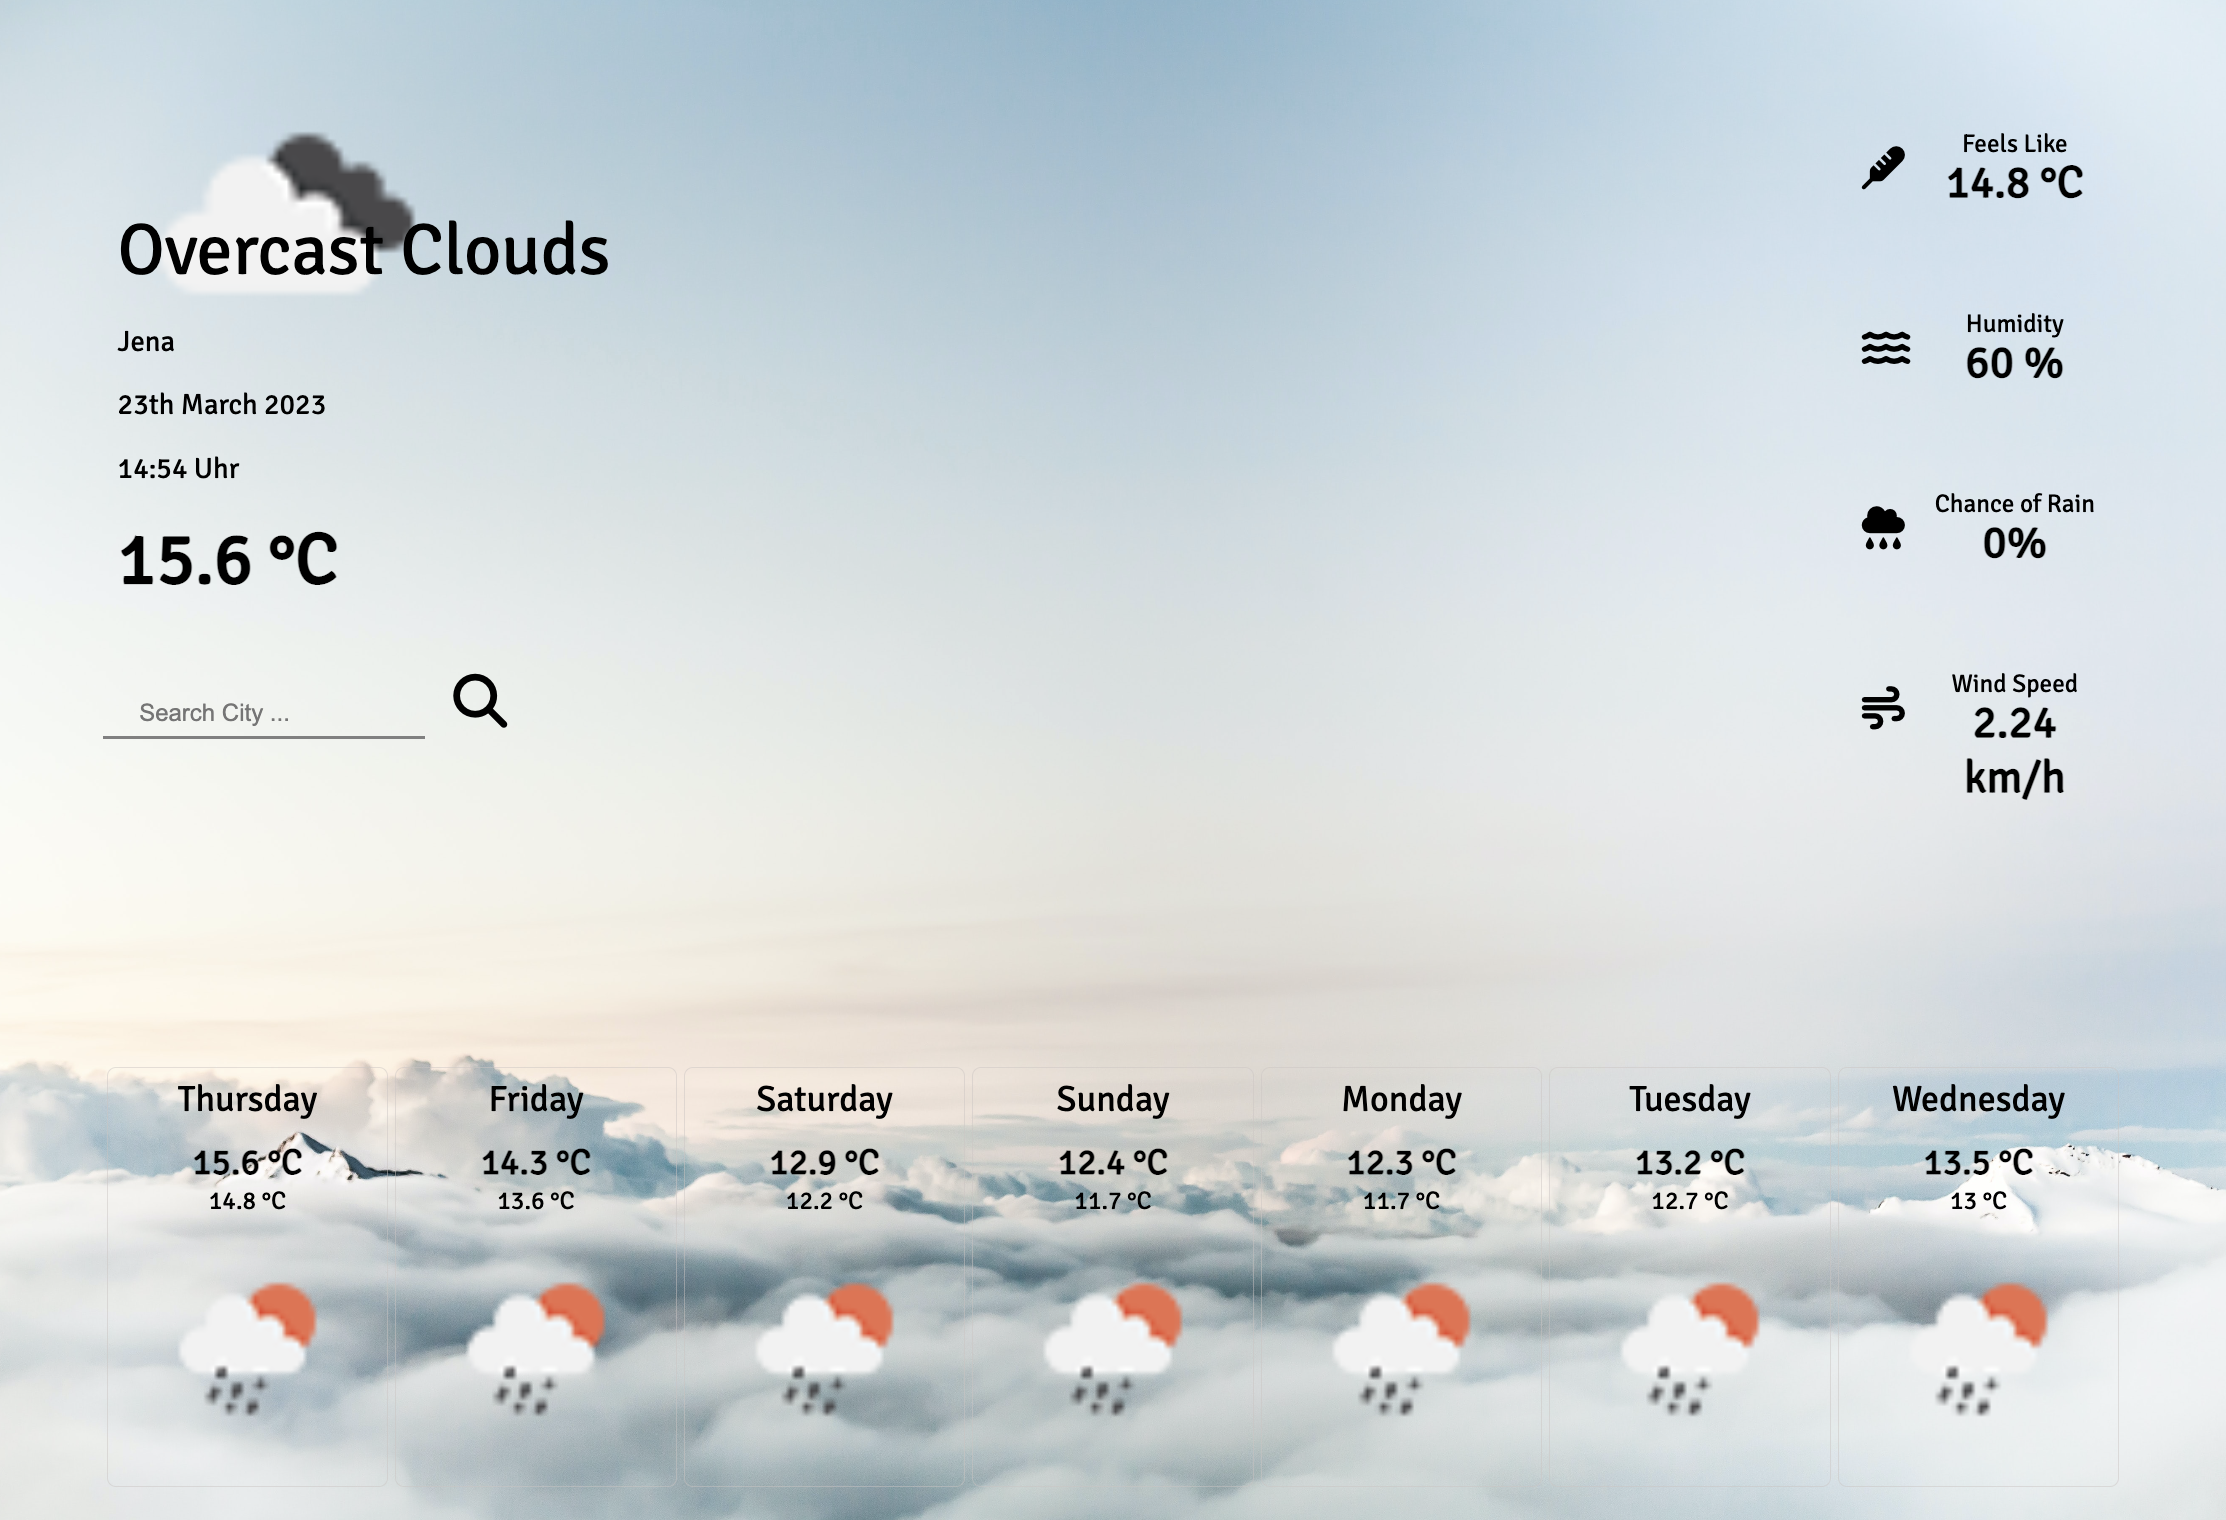 Overcast Clouds
Jena
23th March 2023
14:54 Uhr
15.6 °C
Search City ...
Feels Like
14.8 °C
Humidity
60 %
Chance of Rain
0%
Wind Speed
2.24
km/h
Thursday
15.6 °C
14.8 °C
Friday
14.3 °C
13.6 °C
Saturday
12.9 °C
12.2 °C
Sunday
12.4 °C
11.7 °C
Monday
12.3 °C
11.7 °C
Tuesday
13.2 °C
12.7 °C
Wednesday
13.5 °C
13 °C